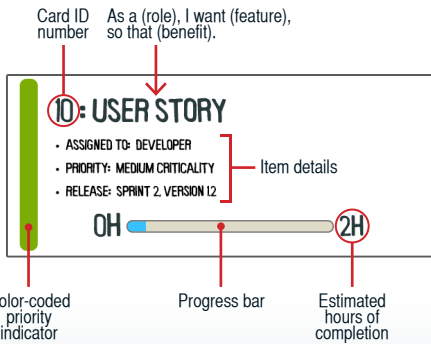 Card ID
number
As a (role), I want (feature),
so that (benefit).
10: USER STORY
• ASSIGNED TO: DEVELOPER
• PRIORITY: MEDIUM CRITICALITY
• RELEASE: SPRINT 2, VERSION 1.2
Item details
0H
2H
olor-coded
priority
indicator
Progress bar
Estimated
hours of
completion